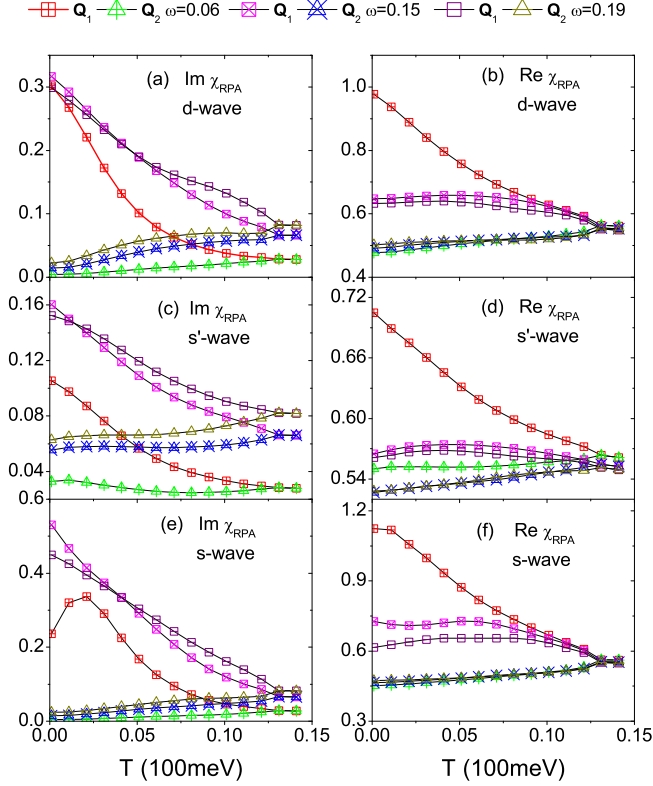 Q₁ Q₂ ω=0.06 Q₁ Q₂ ω=0.15 Q₁ Q₂ ω=0.19
(a) Im χRPA
d-wave
0.3
0.2
0.1
0.0
(b) Re χRPA
d-wave
1.0
0.8
0.6
0.4
(c) Im χRPA
s'-wave
0.16
0.12
0.08
0.04
(d) Re χRPA
s'-wave
0.72
0.66
0.60
0.54
(e) Im χRPA
s-wave
0.6
0.4
0.2
0.0
(f) Re χRPA
s-wave
1.2
0.9
0.6
0.3
0.00 0.05 0.10 0.15
0.00 0.05 0.10 0.15
T (100meV)
T (100meV)